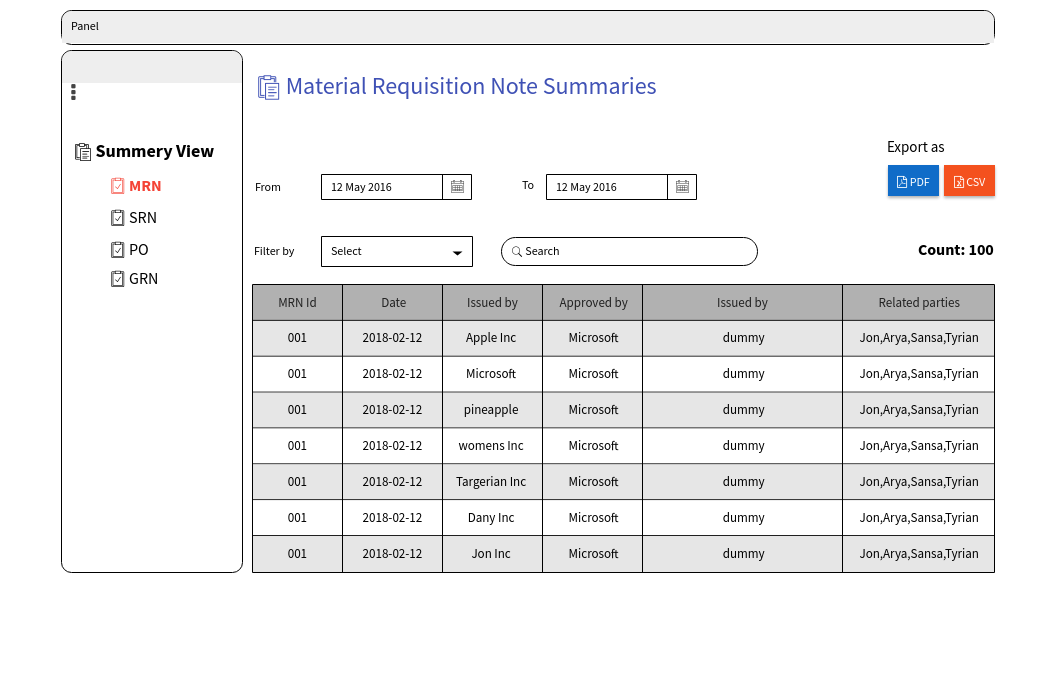 Panel
Material Requisition Note Summaries
Summery View
MRN
SRN
PO
GRN
Export as
PDF CSV
From 12 May 2016 To 12 May 2016
Filter by Select Search Count: 100
MRN Id Date Issued by Approved by Issued by Related parties
001 2018-02-12 Apple Inc Microsoft dummy Jon,Arya,Sansa,Tyrian
001 2018-02-12 Microsoft Microsoft dummy Jon,Arya,Sansa,Tyrian
001 2018-02-12 pineapple Microsoft dummy Jon,Arya,Sansa,Tyrian
001 2018-02-12 womens Inc Microsoft dummy Jon,Arya,Sansa,Tyrian
001 2018-02-12 Targerian Inc Microsoft dummy Jon,Arya,Sansa,Tyrian
001 2018-02-12 Dany Inc Microsoft dummy Jon,Arya,Sansa,Tyrian
001 2018-02-12 Jon Inc Microsoft dummy Jon,Arya,Sansa,Tyrian